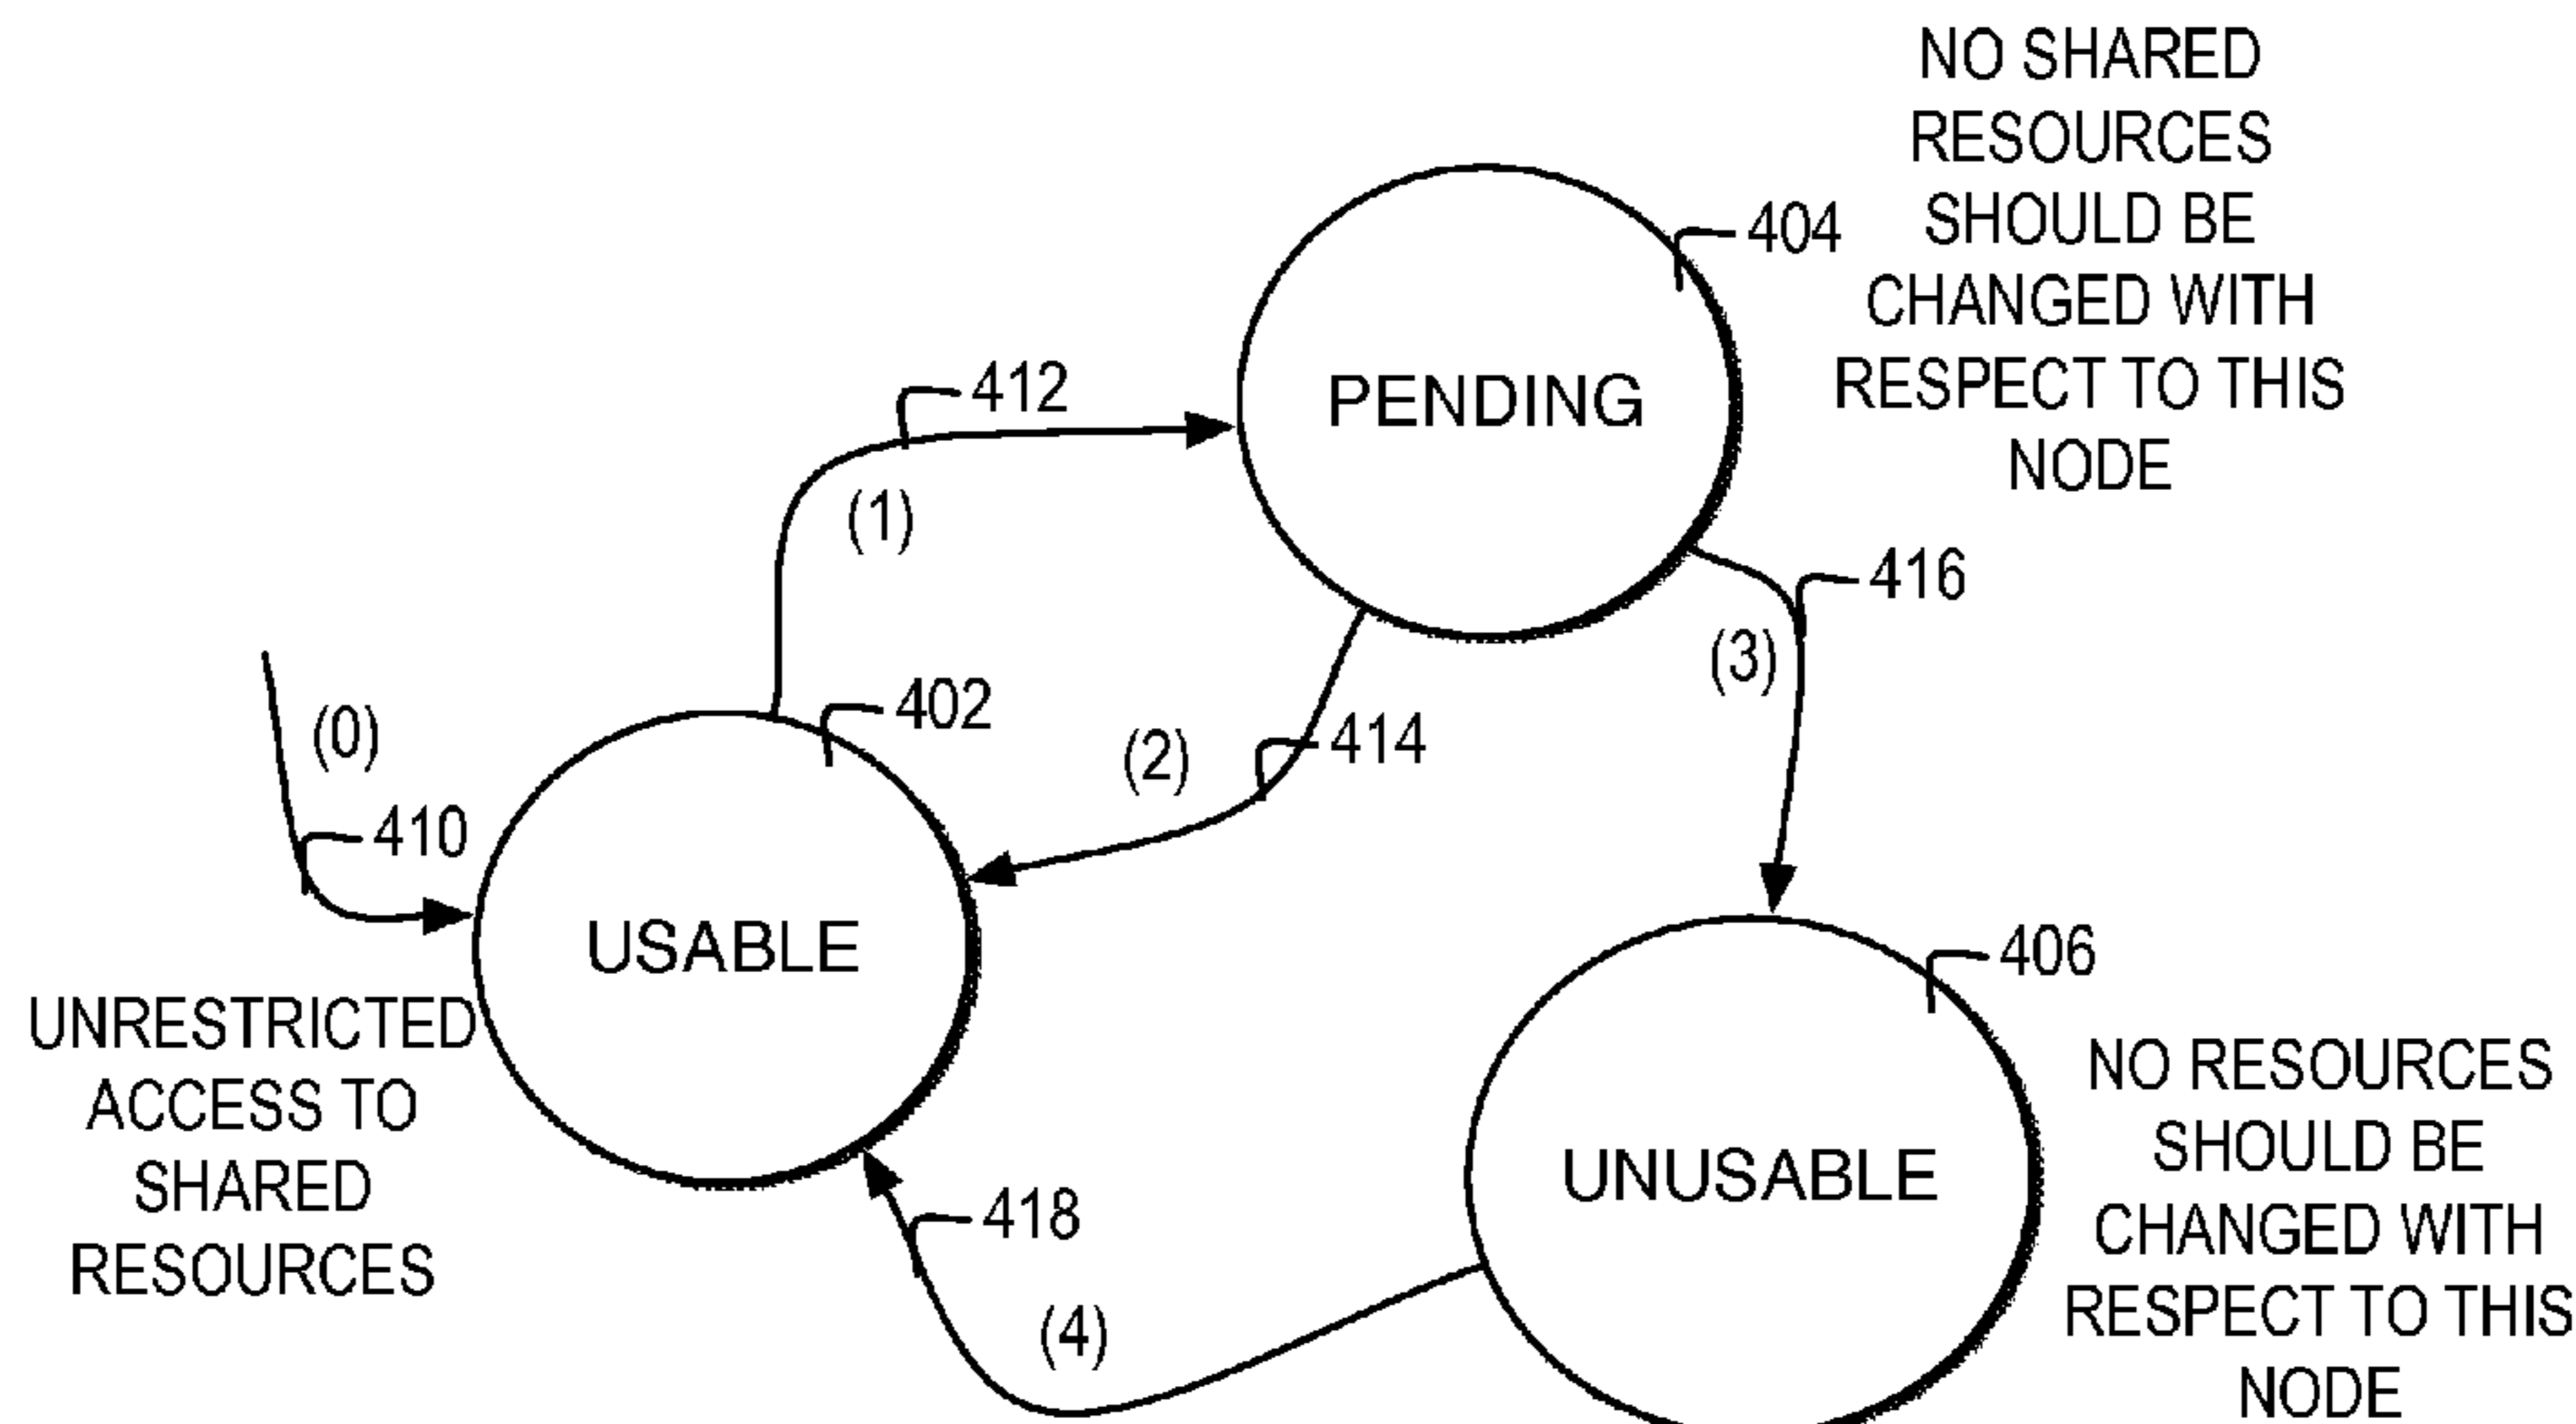 NO SHARED
RESOURCES
SHOULD BE
CHANGED WITH
RESPECT TO THIS
NODE
404
PENDING
412
(1)
416
(3)
(0)
410
402
(2)
414
USABLE
UNRESTRICTED
ACCESS TO
SHARED
RESOURCES
406
UNUSABLE
NO RESOURCES
SHOULD BE
CHANGED WITH
RESPECT TO THIS
NODE
418
(4)